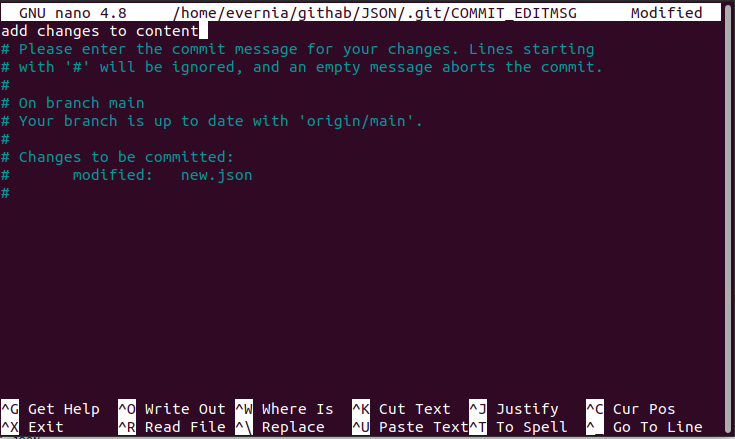 GNU nano 4.8 /home/evernia/githab/JSON/.git/COMMIT_EDITMSG Modified
add changes to content
# Please enter the commit message for your changes. Lines starting
# with '#' will be ignored, and an empty message aborts the commit.
#
# On branch main
# Your branch is up to date with 'origin/main'.
#
# Changes to be committed:
#       modified:   new.json
#
^G Get Help ^O Write Out ^W Where Is ^K Cut Text ^J Justify ^C Cur Pos
^X Exit ^R Read File ^\ Replace ^U Paste Text ^T To Spell ^_ Go To Line